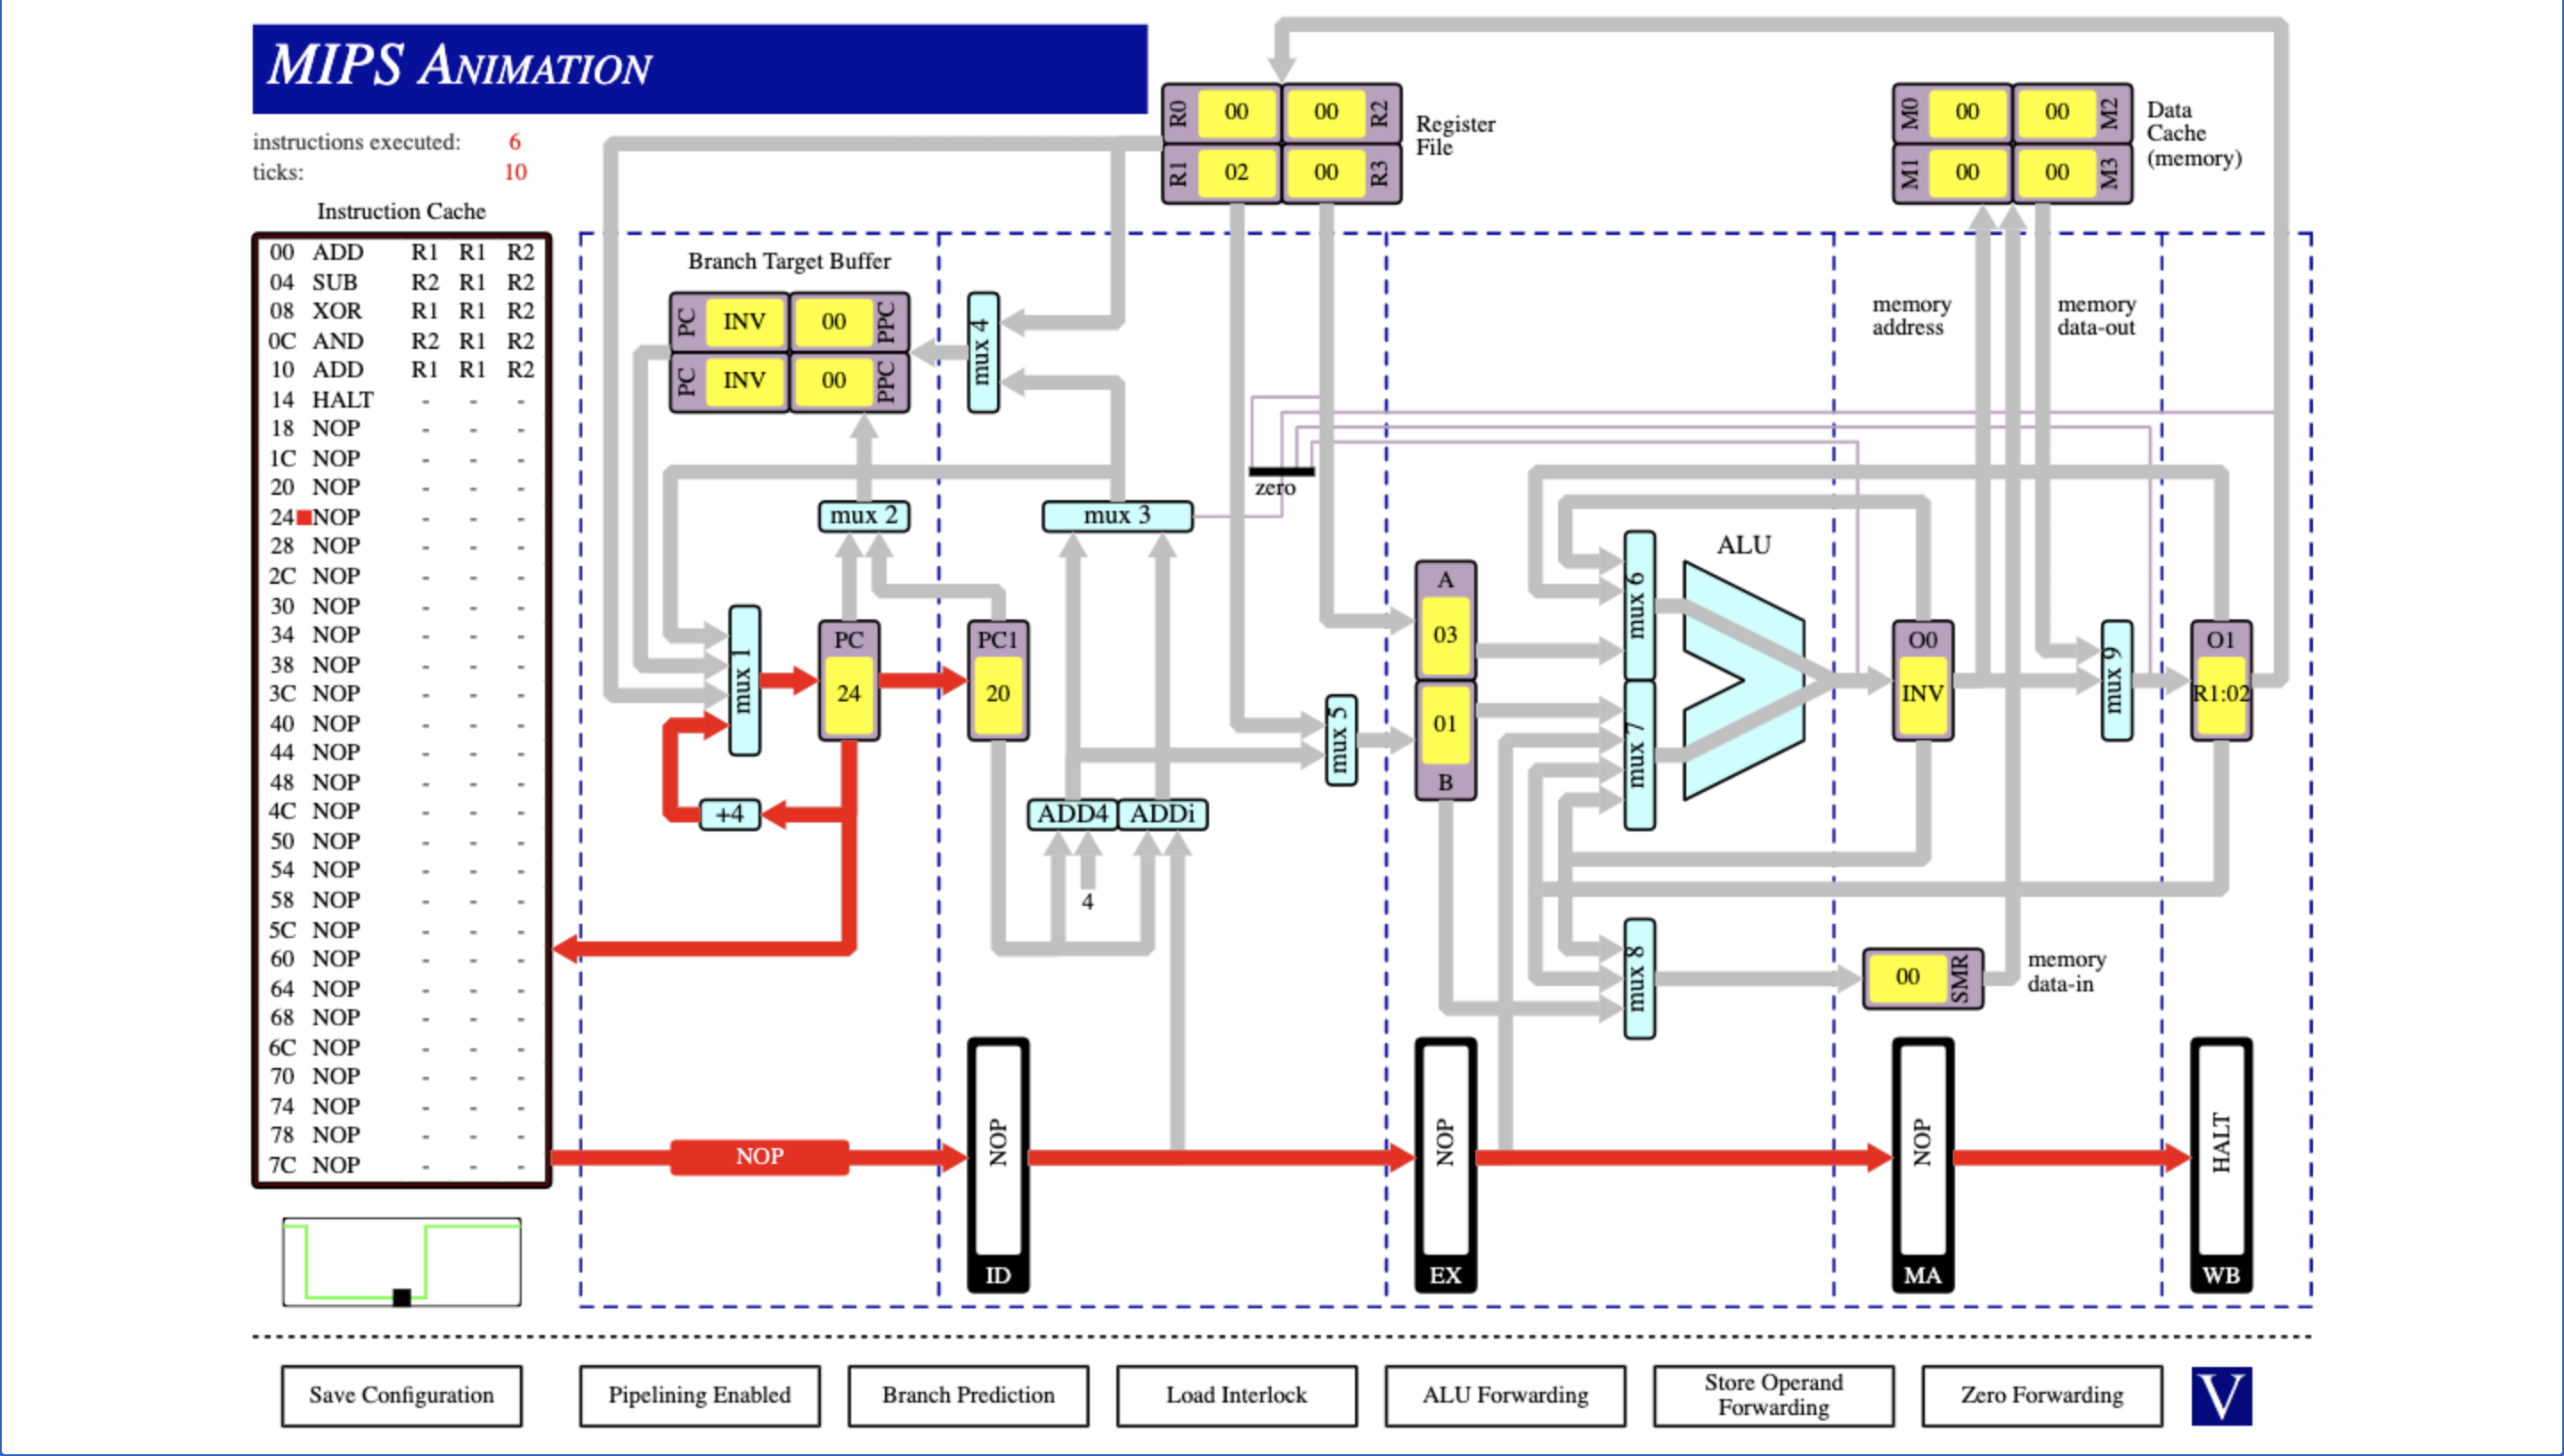 MIPS ANIMATION
instructions executed: 6
ticks: 10
Instruction Cache
00 ADD R1 R1 R2
04 SUB R2 R1 R2
08 XOR R1 R1 R2
0C AND R2 R1 R2
10 ADD R1 R1 R2
14 HALT - - -
18 NOP - - -
1C NOP - - -
20 NOP - - -
24 NOP - - -
28 NOP - - -
2C NOP - - -
30 NOP - - -
34 NOP - - -
38 NOP - - -
3C NOP - - -
40 NOP - - -
44 NOP - - -
48 NOP - - -
4C NOP - - -
50 NOP - - -
54 NOP - - -
58 NOP - - -
5C NOP - - -
60 NOP - - -
64 NOP - - -
68 NOP - - -
6C NOP - - -
70 NOP - - -
74 NOP - - -
78 NOP - - -
7C NOP - - -
R0 00 00 R2
R1 02 00 R3
Register
File
M0 00 00 M2
M1 00 00 M3
Data
Cache
(memory)
Branch Target Buffer
PC INV 00 PPC
PC INV 00 PPC
mux 4
memory
address
memory
data-out
zero
mux 2
mux 3
ALU
mux 1
PC
24
PC1
20
mux 5
A
03
01
B
mux 6
mux 7
O0
INV
mux 9
O1
R1:02
+4
ADD4
ADDi
4
mux 8
00 SMR
memory
data-in
NOP
NOP
ID
NOP
EX
NOP
MA
HALT
WB
Save Configuration
Pipelining Enabled
Branch Prediction
Load Interlock
ALU Forwarding
Store Operand
Forwarding
Zero Forwarding
V